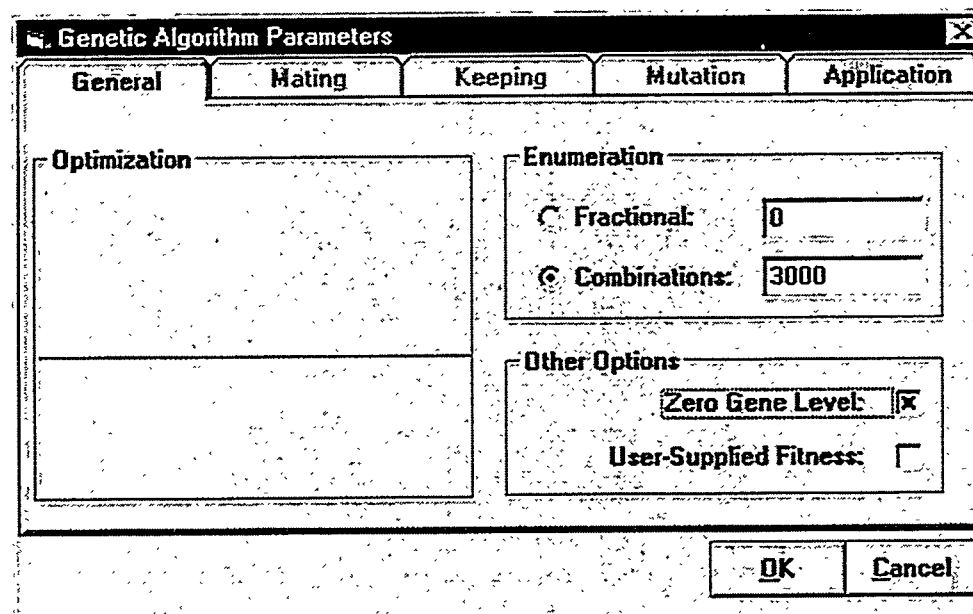 Genetic Algorithm Parameters
General Mating Keeping Mutation Application
Optimization
Enumeration
Fractional: 0
Combinations: 3000
Other Options
Zero Gene Level:
User-Supplied Fitness:
OK Cancel